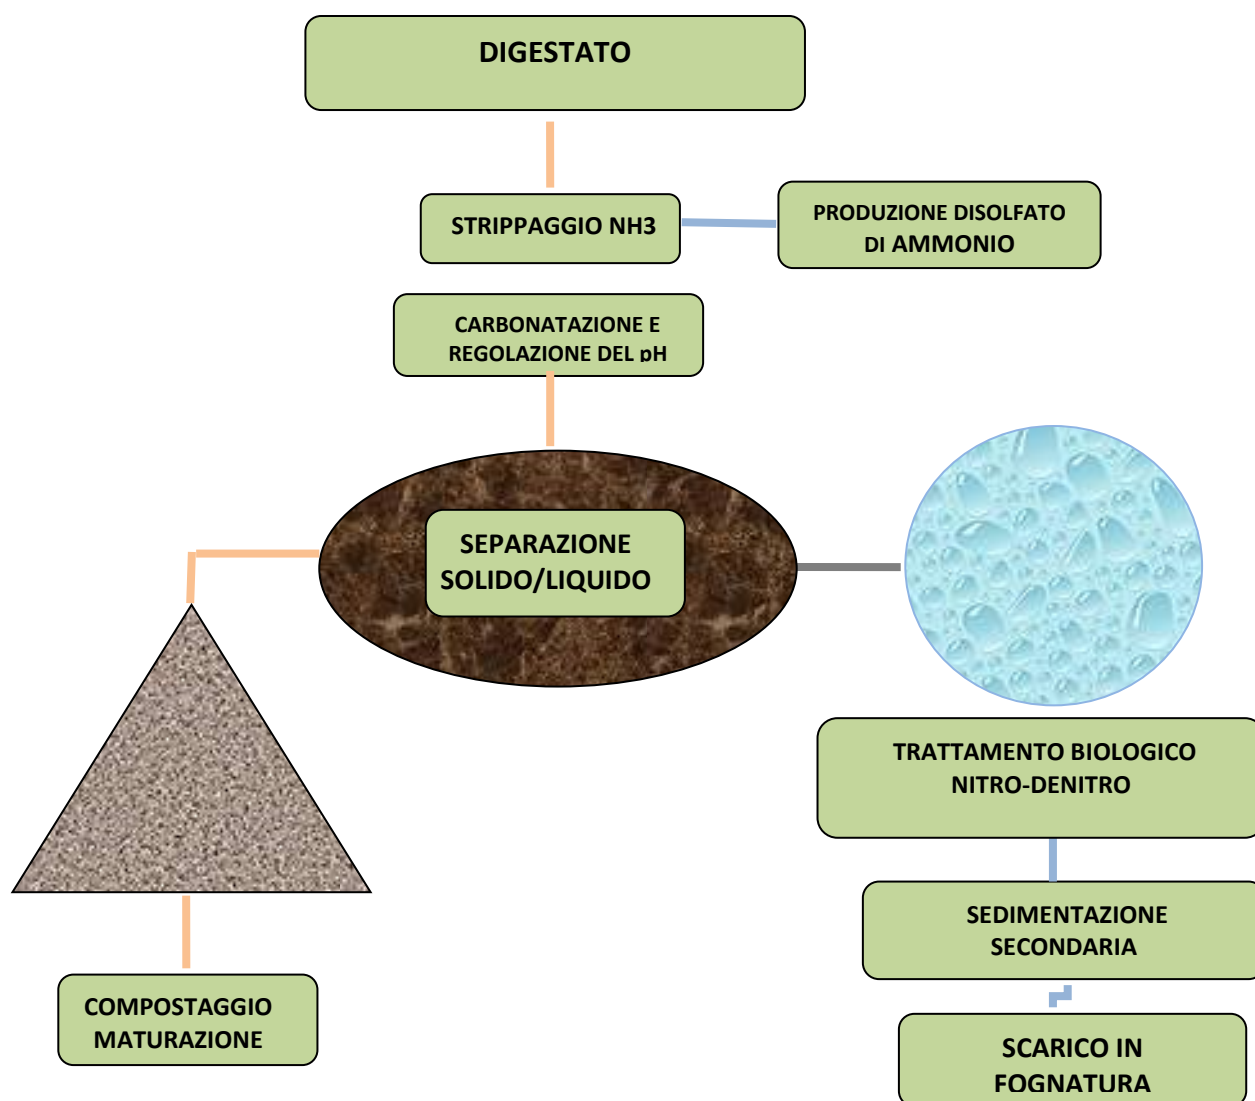 DIGESTATO
STRIPPAGGIO NH3
PRODUZIONE DISOLFATO
DI AMMONIO
CARBONATAZIONE E
REGOLAZIONE DEL pH
SEPARAZIONE
SOLIDO/LIQUIDO
TRATTAMENTO BIOLOGICO
NITRO-DENITRO
SEDIMENTAZIONE
SECONDARIA
COMPOSTAGGIO
MATURAZIONE
SCARICO IN
FOGNATURA